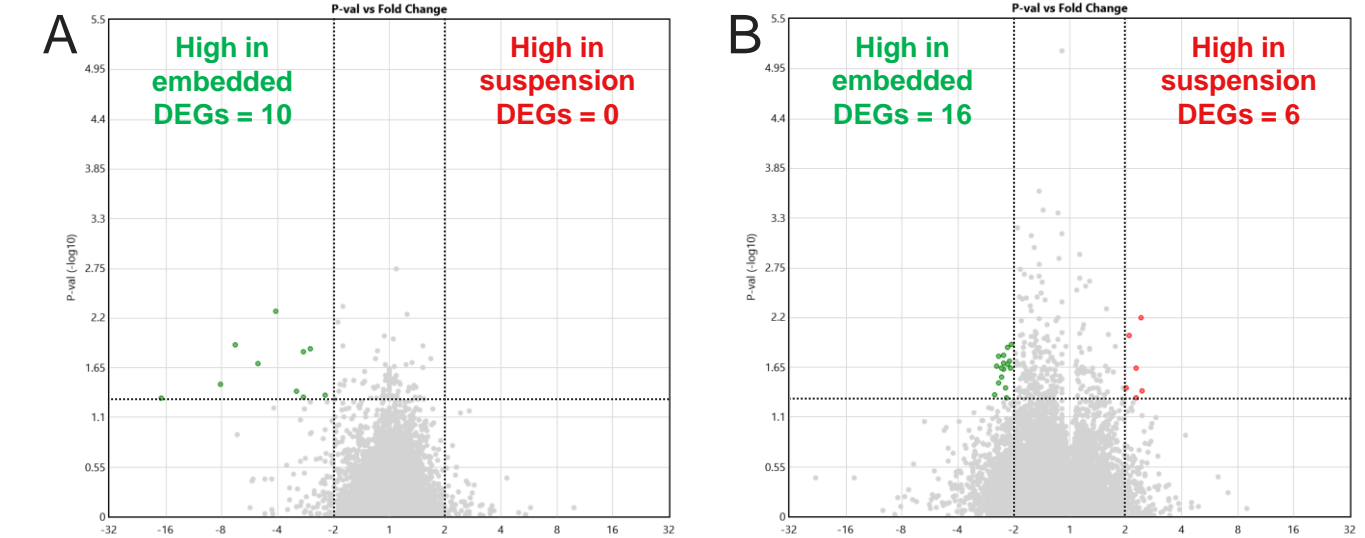 A
P-val vs Fold Change
High in
embedded
DEGs = 10
High in
suspension
DEGs = 0
P-val (-log10)
5.5
4.95
4.4
3.85
3.3
2.75
2.2
1.65
1.1
0.55
0
-32 -16 -8 -4 -2 1 2 4 8 16 32
B
P-val vs Fold Change
High in
embedded
DEGs = 16
High in
suspension
DEGs = 6
P-val (-log10)
5.5
4.95
4.4
3.85
3.3
2.75
2.2
1.65
1.1
0.55
0
-32 -16 -8 -4 -2 1 2 4 8 16 32